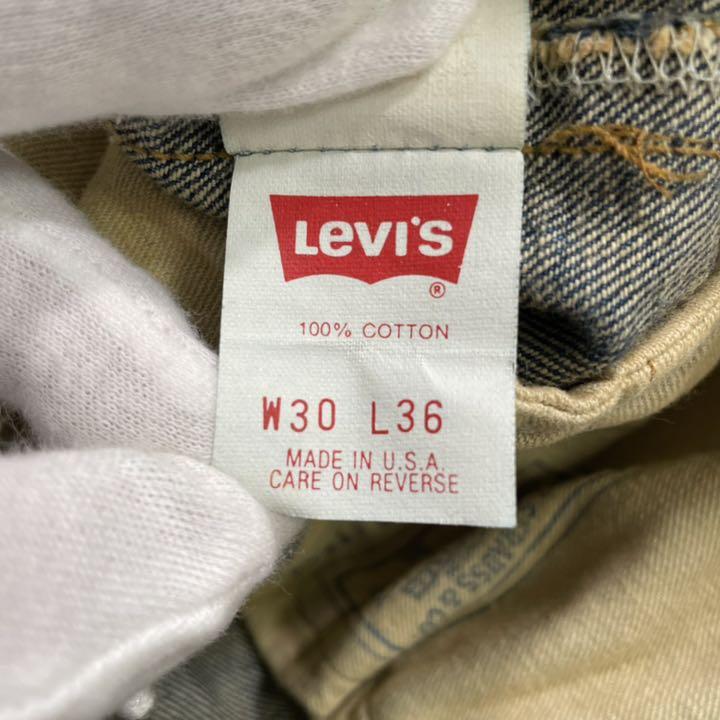 Levi's
®
100% COTTON
W30 L36
MADE IN U.S.A.
CARE ON REVERSE